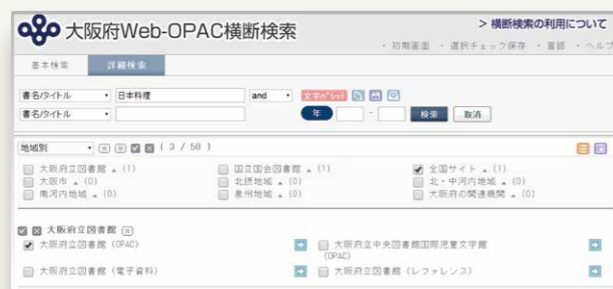 大阪府Web-OPAC横断検索
> 横断検索の利用について
・ 初期画面 ・ 選択チェック保存 ・ 言語 ・ ヘルプ
基本検索 詳細検索
書名/タイトル 日本料理 and 文字パレット
書名/タイトル 年 - 検索 取消
地域別 ( 3 / 50 )
大阪府立図書館 (1) 国立国会図書館 (1) 全国サイト (1)
大阪市 (0) 北摂地域 (0) 北・中河内地域 (0)
南河内地域 (0) 泉州地域 (0) 大阪府の関連機関 (0)
大阪府立図書館
大阪府立図書館 (OPAC) 大阪府立中央図書館国際児童文学館
(OPAC)
大阪府立図書館 (電子資料) 大阪府立図書館 (レファレンス)